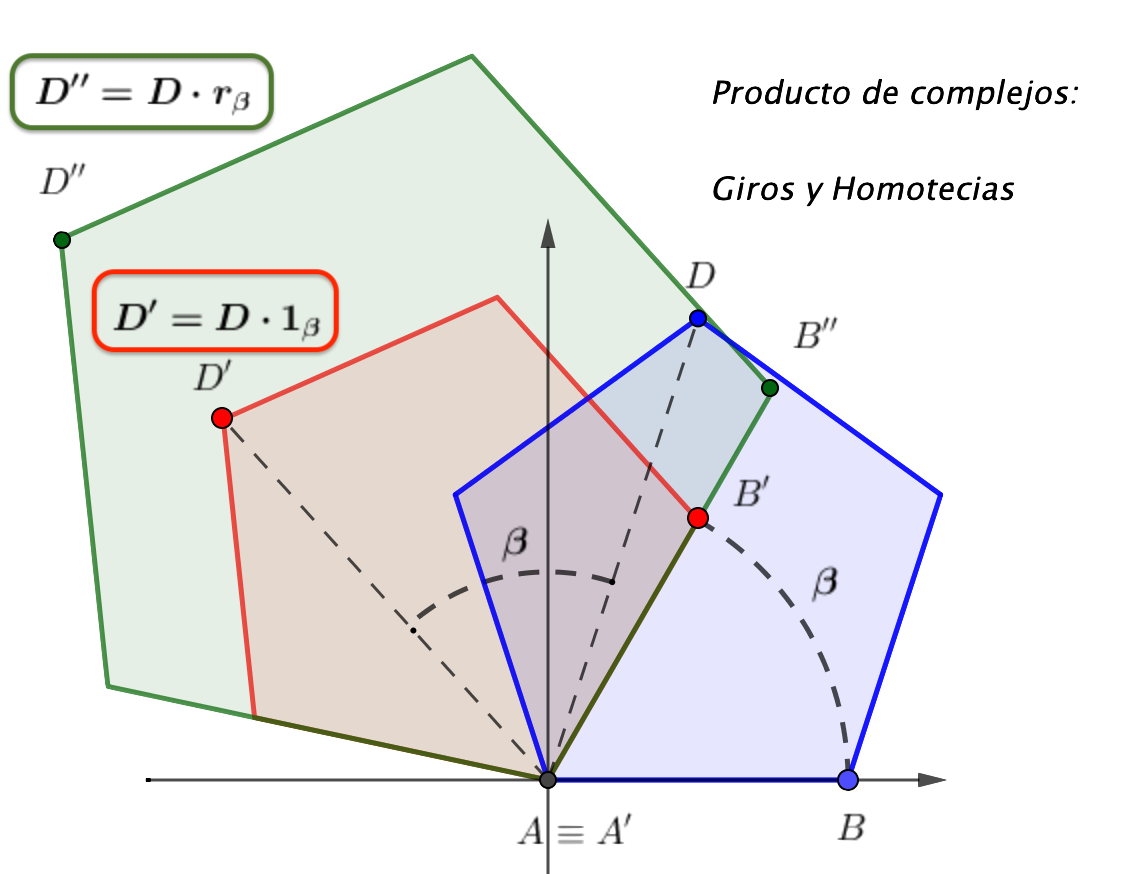 D'' = D · r_β
Producto de complejos:
D''
Giros y Homotecias
D
D' = D · 1_β
B''
D'
B'
β
β
A ≡ A'
B